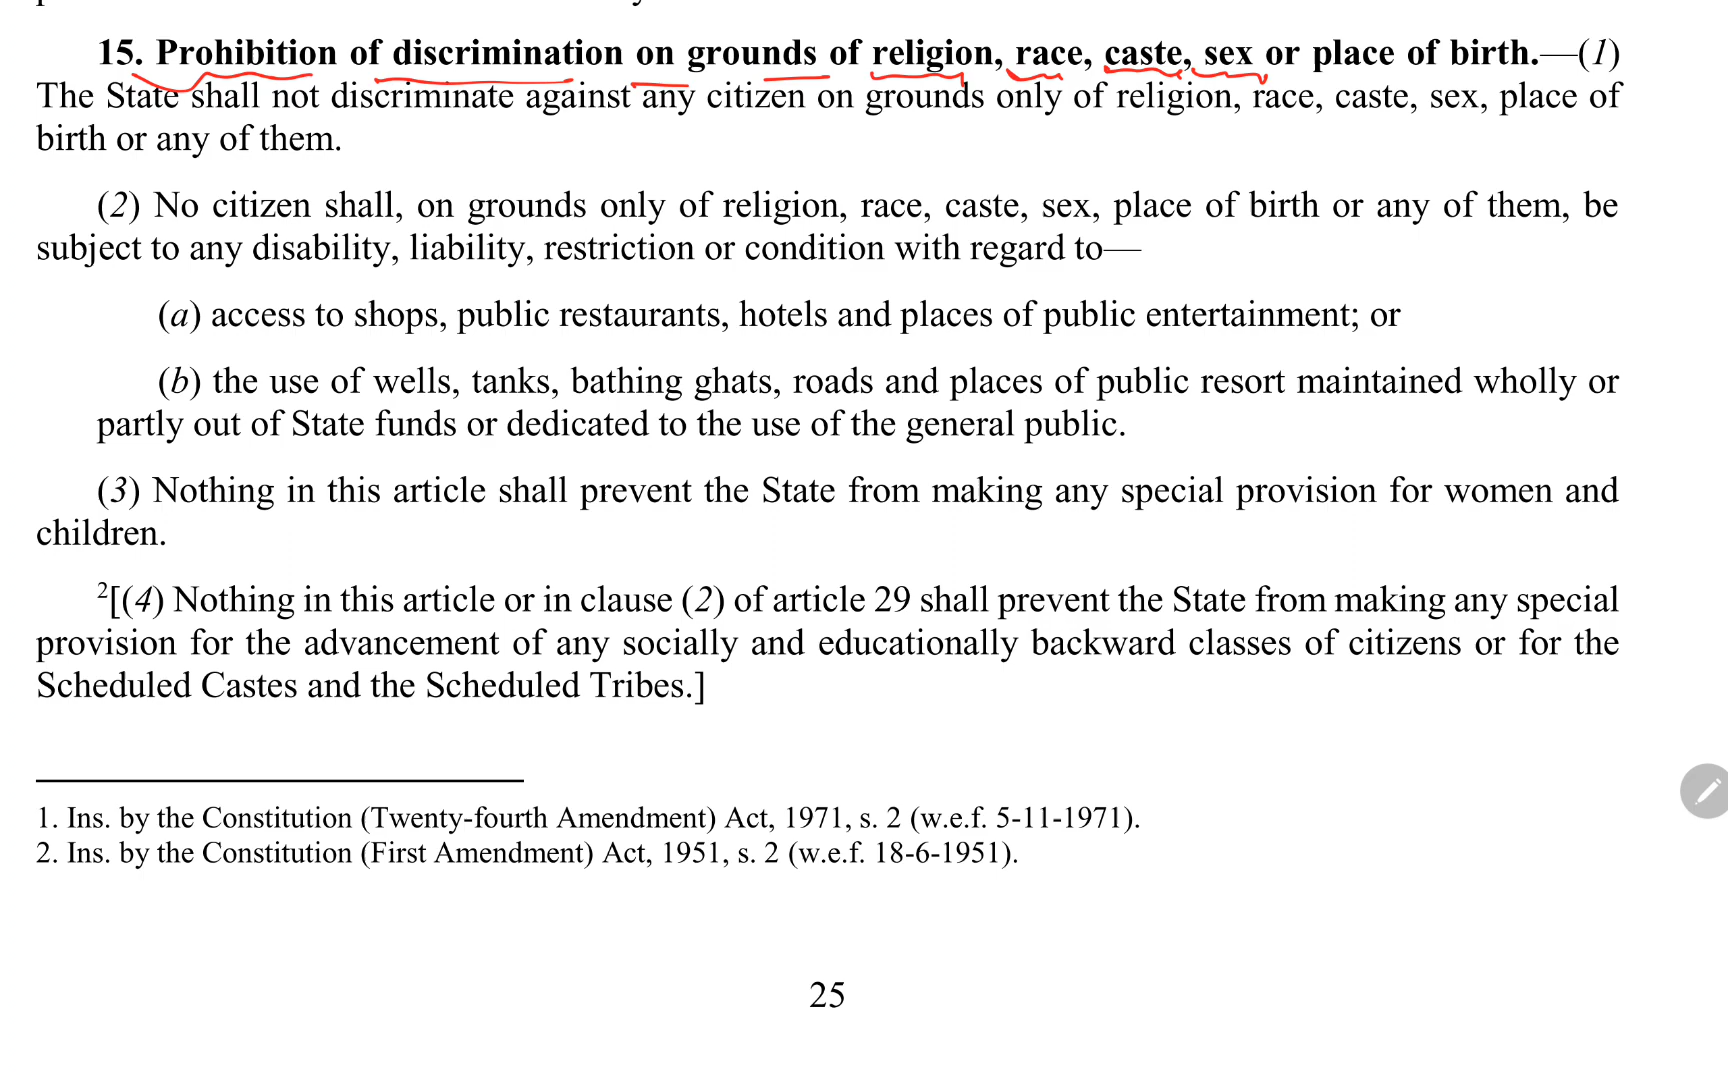 15. Prohibition of discrimination on grounds of religion, race, caste, sex or place of birth.—(1)
The State shall not discriminate against any citizen on grounds only of religion, race, caste, sex, place of
birth or any of them.
(2) No citizen shall, on grounds only of religion, race, caste, sex, place of birth or any of them, be
subject to any disability, liability, restriction or condition with regard to—
(a) access to shops, public restaurants, hotels and places of public entertainment; or
(b) the use of wells, tanks, bathing ghats, roads and places of public resort maintained wholly or
partly out of State funds or dedicated to the use of the general public.
(3) Nothing in this article shall prevent the State from making any special provision for women and
children.
2[(4) Nothing in this article or in clause (2) of article 29 shall prevent the State from making any special
provision for the advancement of any socially and educationally backward classes of citizens or for the
Scheduled Castes and the Scheduled Tribes.]
1. Ins. by the Constitution (Twenty-fourth Amendment) Act, 1971, s. 2 (w.e.f. 5-11-1971).
2. Ins. by the Constitution (First Amendment) Act, 1951, s. 2 (w.e.f. 18-6-1951).
25